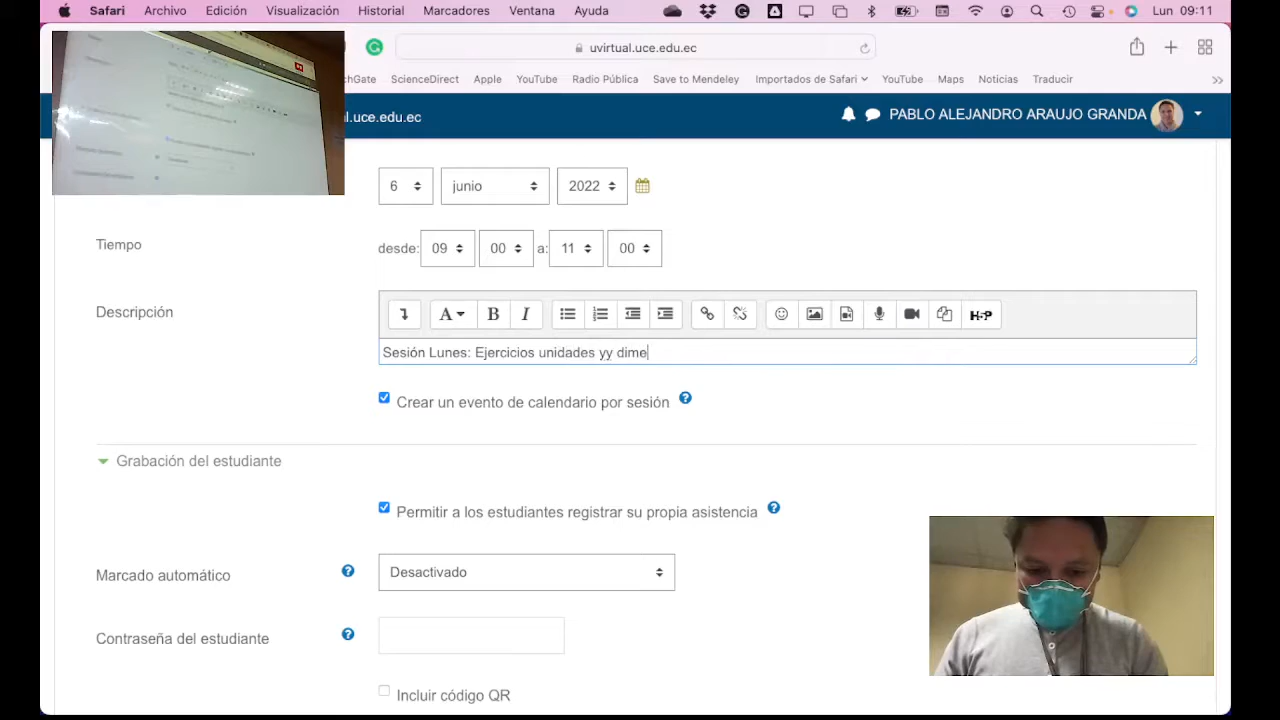 Safari Archivo Edición Visualización Historial Marcadores Ventana Ayuda Lun 09:11
uvirtual.uce.edu.ec
chGate ScienceDirect Apple YouTube Radio Pública Save to Mendeley Importados de Safari YouTube Maps Noticias Traducir
l.uce.edu.ec PABLO ALEJANDRO ARAUJO GRANDA
6 junio 2022
Tiempo desde: 09 00 a: 11 00
Descripción
A B I H-P
Sesión Lunes: Ejercicios unidades yy dime
Crear un evento de calendario por sesión
Grabación del estudiante
Permitir a los estudiantes registrar su propia asistencia
Marcado automático Desactivado
Contraseña del estudiante
Incluir código QR